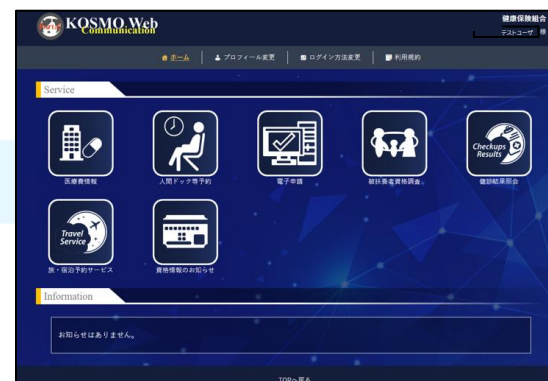 KOSMO Web
Communication
健康保険組合
テストユーザ 様
ホーム
プロフィール変更
ログイン方法変更
利用規約
Service
医療費情報
人間ドック等予約
電子申請
被扶養者資格調査
Checkups
Results
健診結果照会
Travel
Service
旅・宿泊予約サービス
資格情報のお知らせ
Information
お知らせはありません。
TOPへ戻る